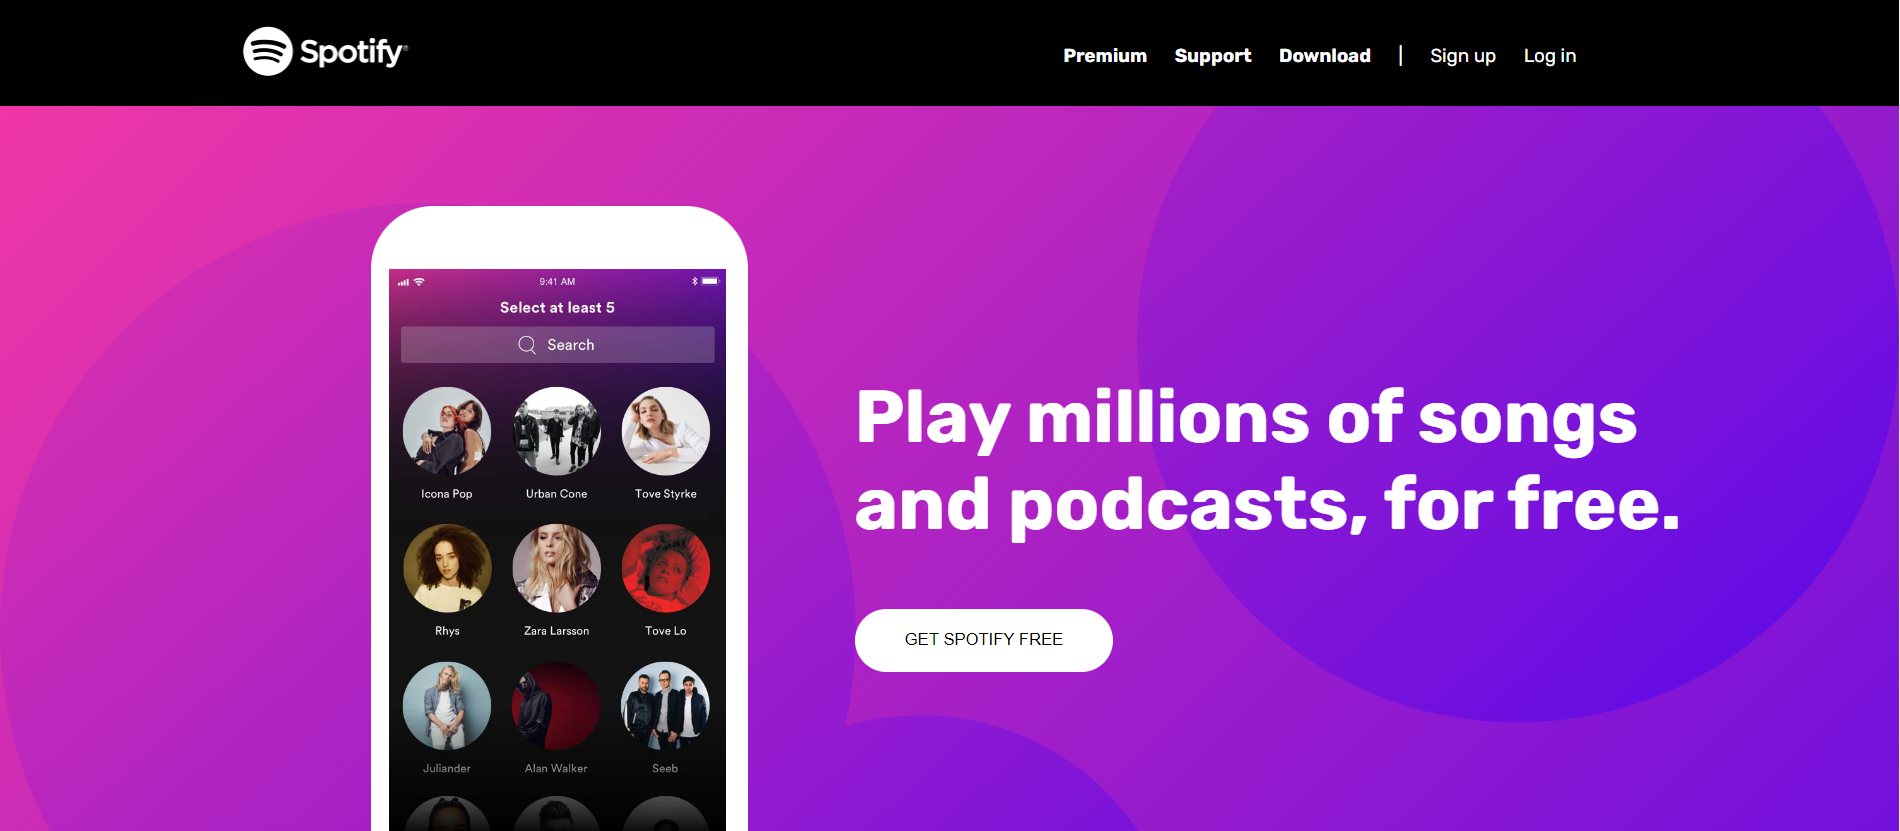 Spotify®
Premium Support Download | Sign up Log in
9:41 AM
Select at least 5
Search
Icona Pop Urban Cone Tove Styrke
Rhys Zara Larsson Tove Lo
Juliander Alan Walker Seeb
Play millions of songs
and podcasts, for free.
GET SPOTIFY FREE